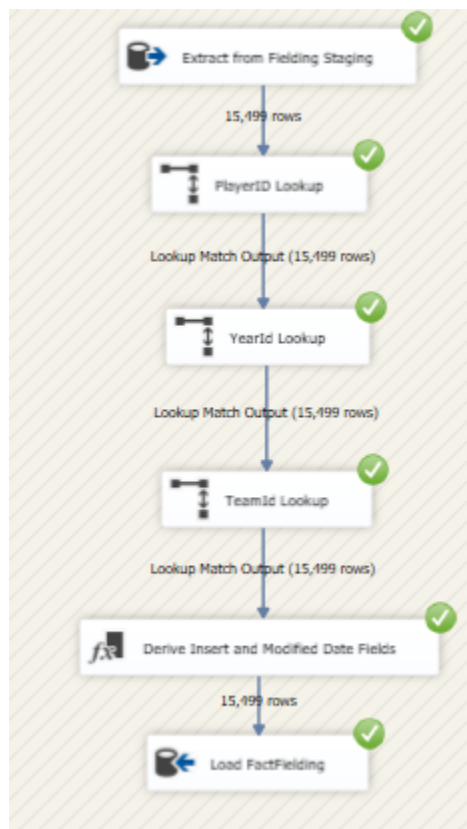 Extract from Fielding Staging
15,499 rows
PlayerID Lookup
Lookup Match Output (15,499 rows)
YearId Lookup
Lookup Match Output (15,499 rows)
TeamId Lookup
Lookup Match Output (15,499 rows)
fx
Derive Insert and Modified Date Fields
15,499 rows
Load FactFielding